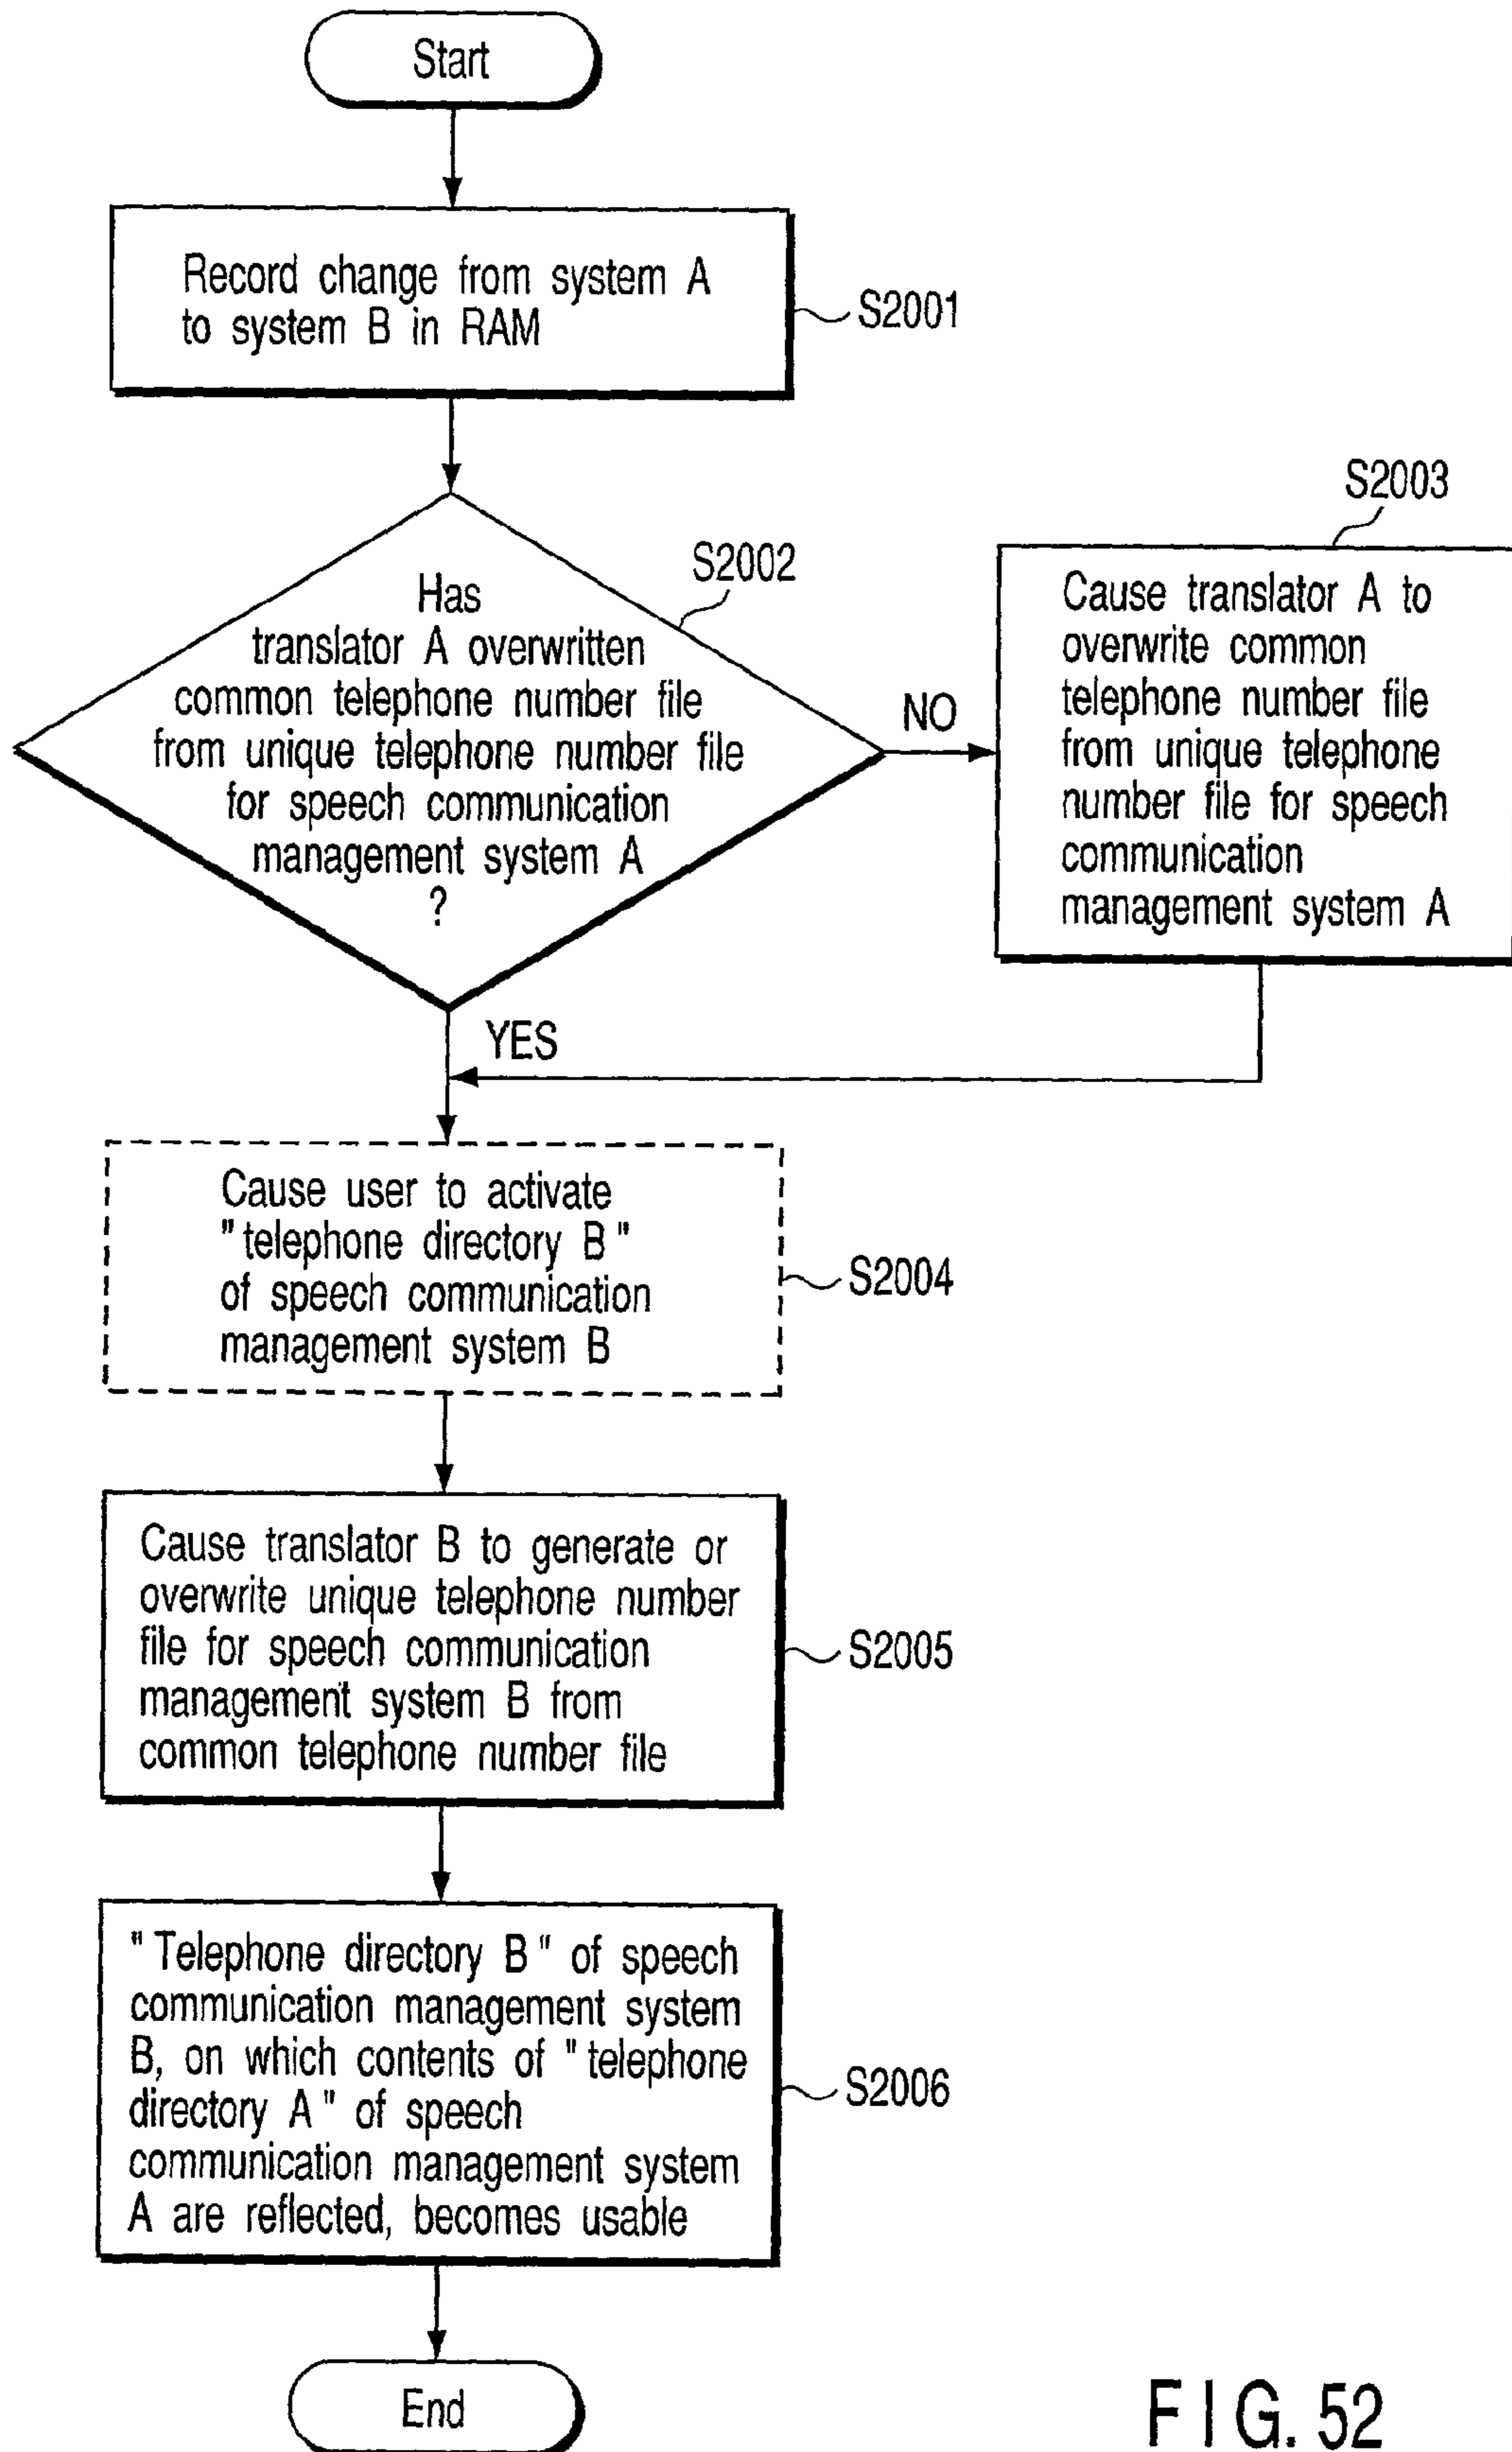 Start
Record change from system A
to system B in RAM
S2001
S2002
Has
translator A overwritten
common telephone number file
from unique telephone number file
for speech communication
management system A
?
NO
S2003
Cause translator A to
overwrite common
telephone number file
from unique telephone
number file for speech
communication
management system A
YES
Cause user to activate
"telephone directory B"
of speech communication
management system B
S2004
Cause translator B to generate or
overwrite unique telephone number
file for speech communication
management system B from
common telephone number file
S2005
"Telephone directory B" of speech
communication management system
B, on which contents of "telephone
directory A" of speech
communication management system
A are reflected, becomes usable
S2006
End
FIG. 52